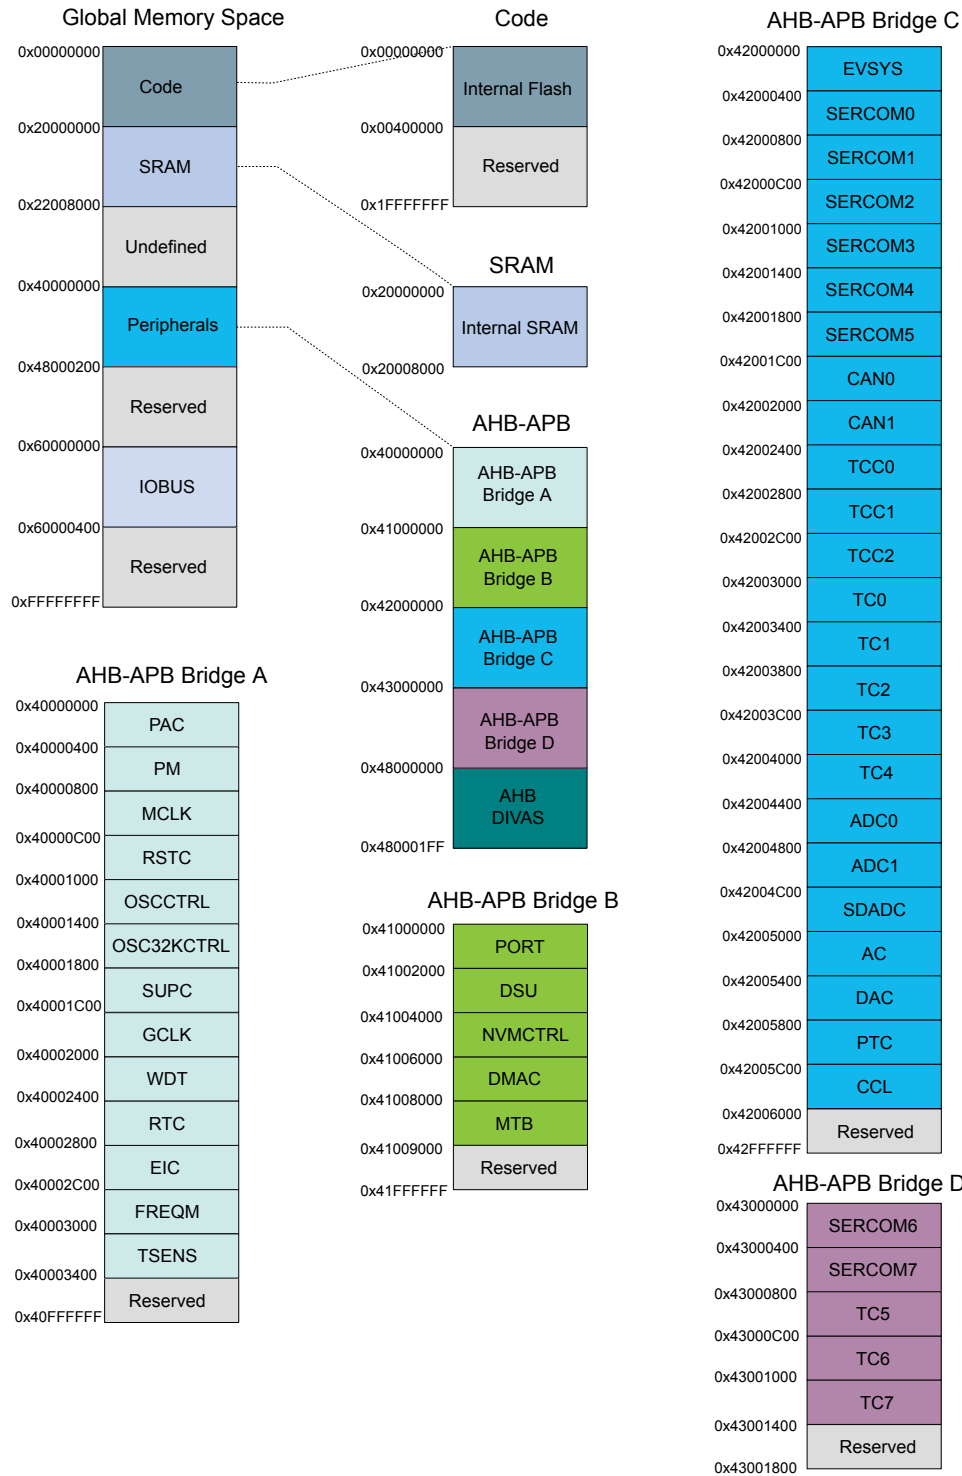 Global Memory Space
0x00000000
Code
0x20000000
SRAM
0x22008000
Undefined
0x40000000
Peripherals
0x48000200
Reserved
0x60000000
IOBUS
0x60000400
Reserved
0xFFFFFFFF
Code
0x00000000
Internal Flash
0x00400000
Reserved
0x1FFFFFFF
SRAM
0x20000000
Internal SRAM
0x20008000
AHB-APB
0x40000000
AHB-APB
Bridge A
0x41000000
AHB-APB
Bridge B
0x42000000
AHB-APB
Bridge C
0x43000000
AHB-APB
Bridge D
0x48000000
AHB
DIVAS
0x480001FF
AHB-APB Bridge A
0x40000000
PAC
0x40000400
PM
0x40000800
MCLK
0x40000C00
RSTC
0x40001000
OSCCTRL
0x40001400
OSC32KCTRL
0x40001800
SUPC
0x40001C00
GCLK
0x40002000
WDT
0x40002400
RTC
0x40002800
EIC
0x40002C00
FREQM
0x40003000
TSENS
0x40003400
Reserved
0x40FFFFFF
AHB-APB Bridge B
0x41000000
PORT
0x41002000
DSU
0x41004000
NVMCTRL
0x41006000
DMAC
0x41008000
MTB
0x41009000
Reserved
0x41FFFFFF
AHB-APB Bridge C
0x42000000
EVSYS
0x42000400
SERCOM0
0x42000800
SERCOM1
0x42000C00
SERCOM2
0x42001000
SERCOM3
0x42001400
SERCOM4
0x42001800
SERCOM5
0x42001C00
CAN0
0x42002000
CAN1
0x42002400
TCC0
0x42002800
TCC1
0x42002C00
TCC2
0x42003000
TC0
0x42003400
TC1
0x42003800
TC2
0x42003C00
TC3
0x42004000
TC4
0x42004400
ADC0
0x42004800
ADC1
0x42004C00
SDADC
0x42005000
AC
0x42005400
DAC
0x42005800
PTC
0x42005C00
CCL
0x42006000
Reserved
0x42FFFFFF
AHB-APB Bridge D
0x43000000
SERCOM6
0x43000400
SERCOM7
0x43000800
TC5
0x43000C00
TC6
0x43001000
TC7
0x43001400
Reserved
0x43001800